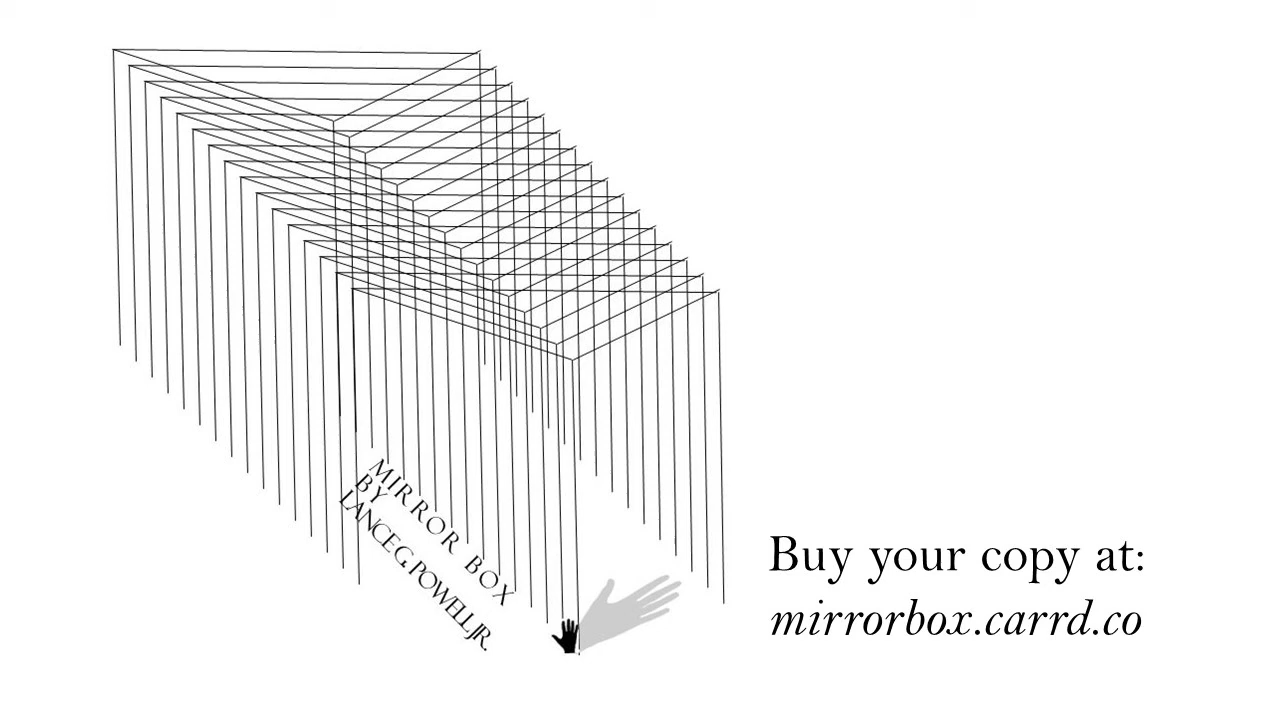 MIRROR BOX
BY
LANCE G. POWELL JR.
Buy your copy at:
mirrorbox.carrd.co